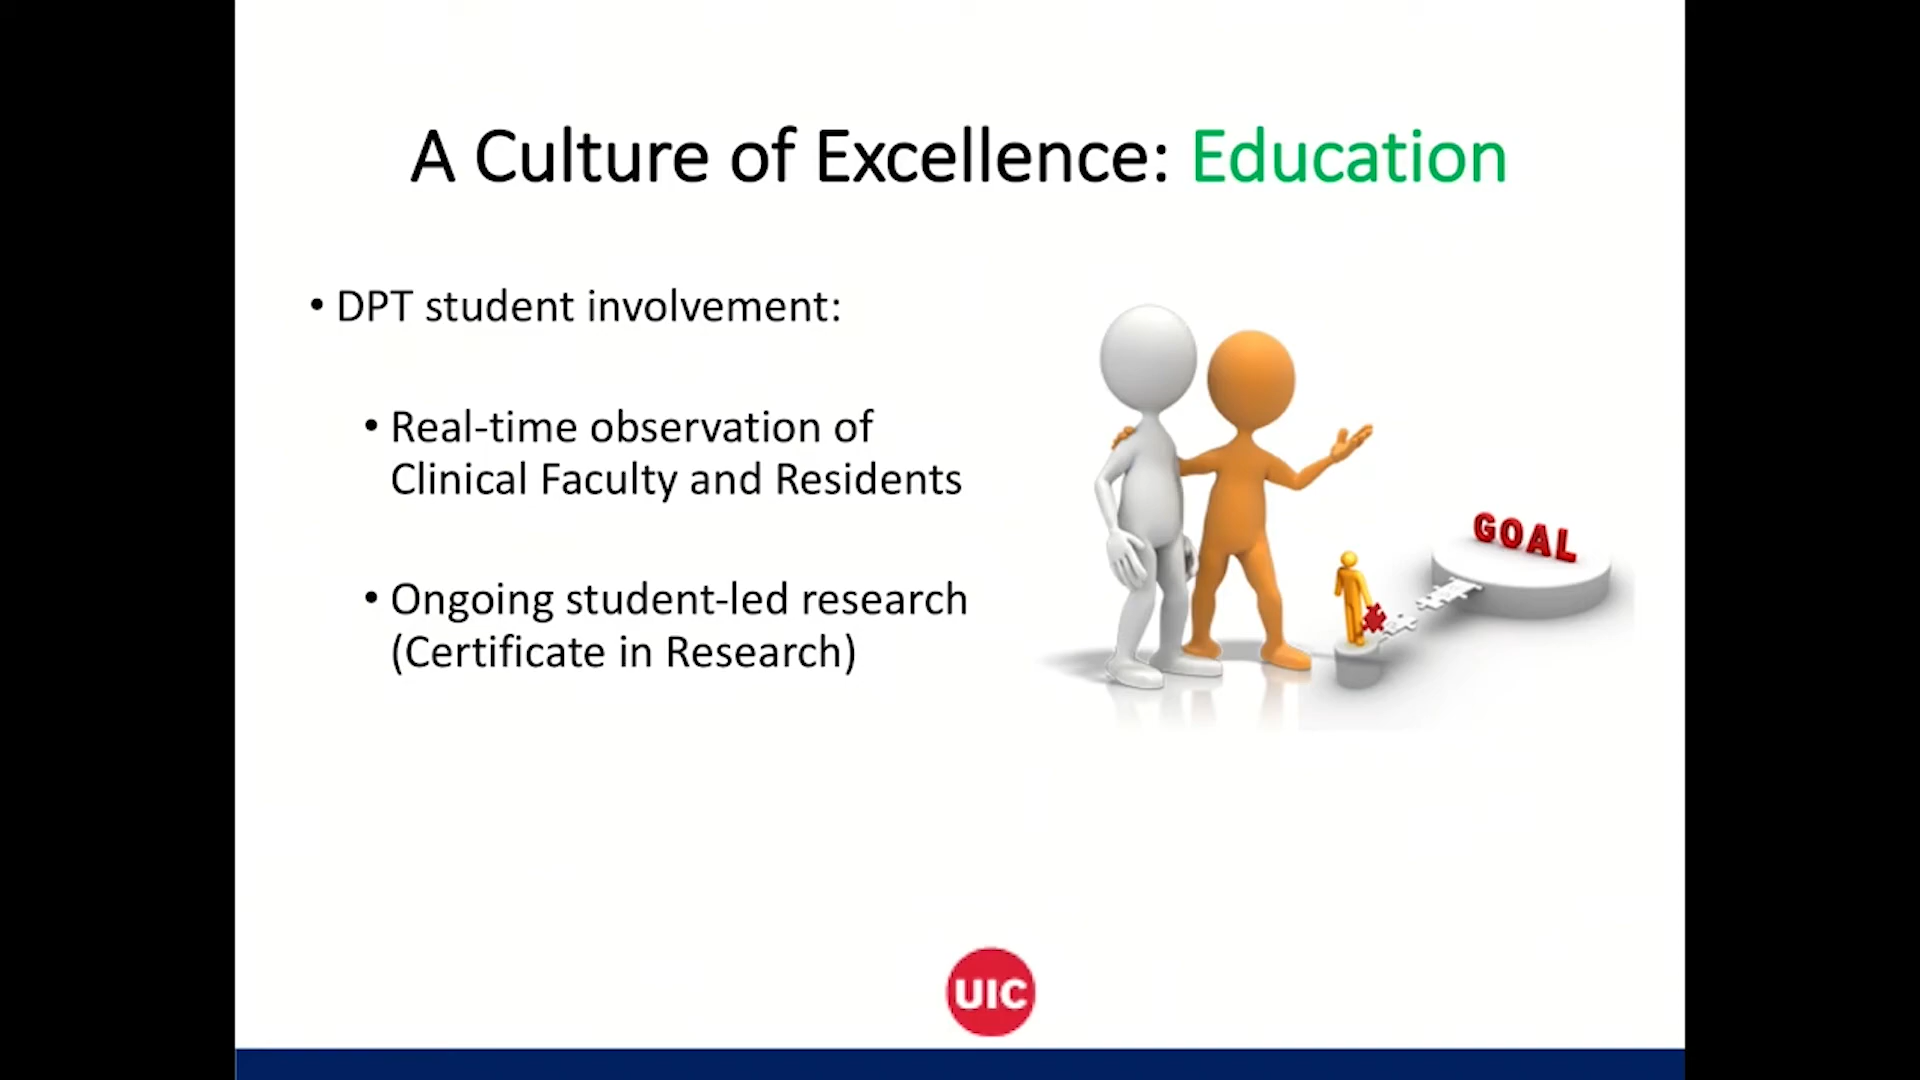 A Culture of Excellence: Education
• DPT student involvement:
• Real-time observation of
Clinical Faculty and Residents
• Ongoing student-led research
(Certificate in Research)
GOAL
UIC